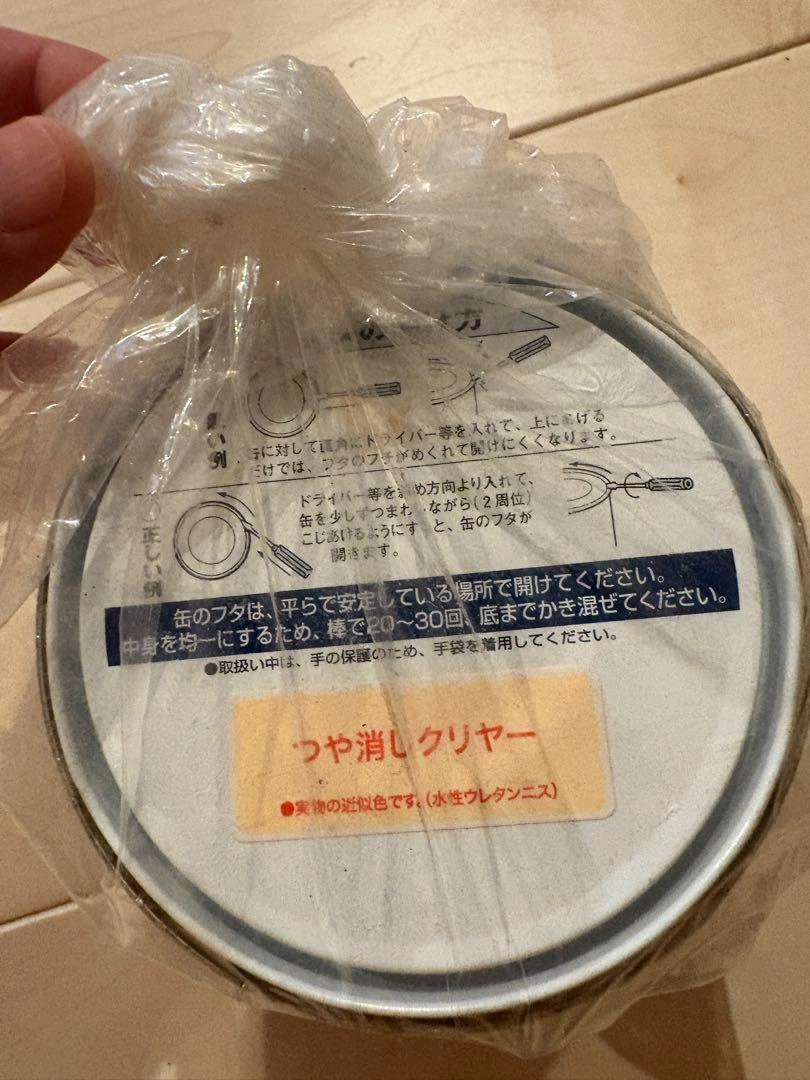 方
い例
に対して直角にドライバー等を入れて、上に
だけでは、フタのフチがめくれて開けにくくなります。
正しい例
ドライバー等を斜め方向より入れて、
缶を少しずつまわ ながら(2周位)
こじあけるようにす と、缶のフタが
開きます。
缶のフタは、平らで安定している場所で開けてください。
中身を均一にするため、棒で20〜30回、底までかき混ぜてください。
●取扱い中は、手の保護のため、手袋を着用してください。
つや消しクリヤー
●実物の近似色です。(水性ウレタンニス)